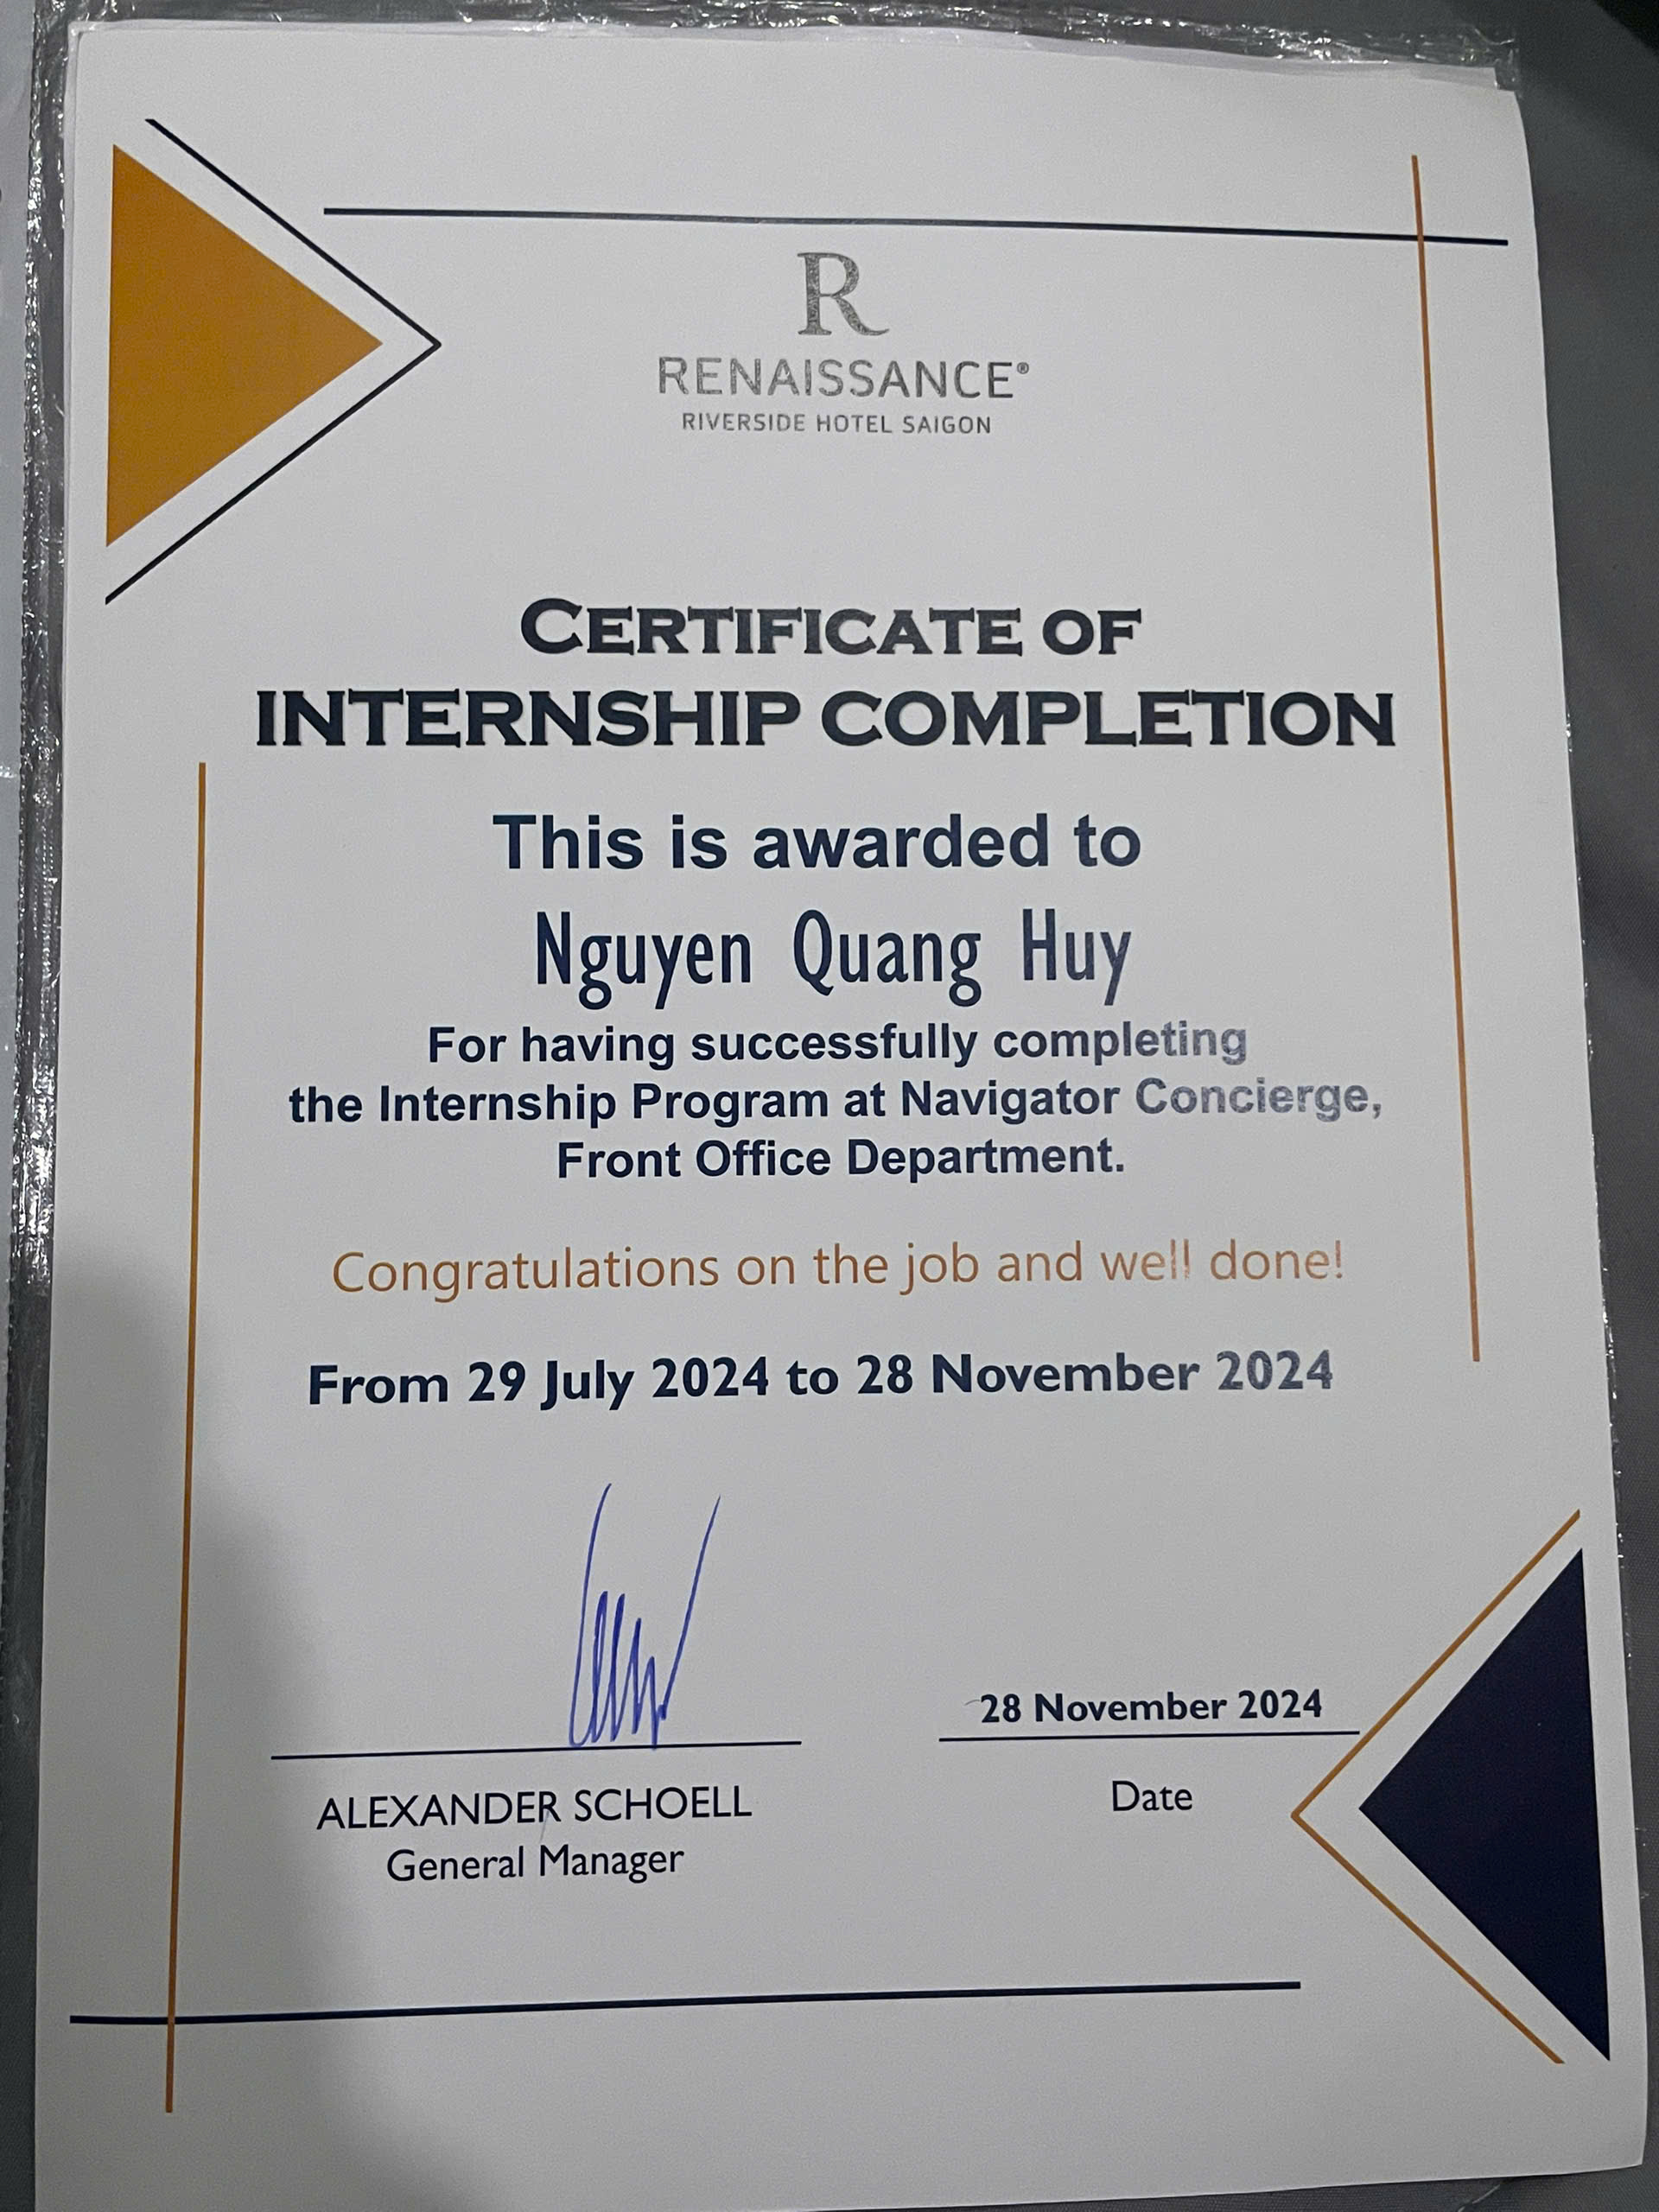 R
RENAISSANCE®
RIVERSIDE HOTEL SAIGON
CERTIFICATE OF
INTERNSHIP COMPLETION
This is awarded to
Nguyen Quang Huy
For having successfully completing
the Internship Program at Navigator Concierge,
Front Office Department.
Congratulations on the job and well done!
From 29 July 2024 to 28 November 2024
28 November 2024
ALEXANDER SCHOELL
Date
General Manager